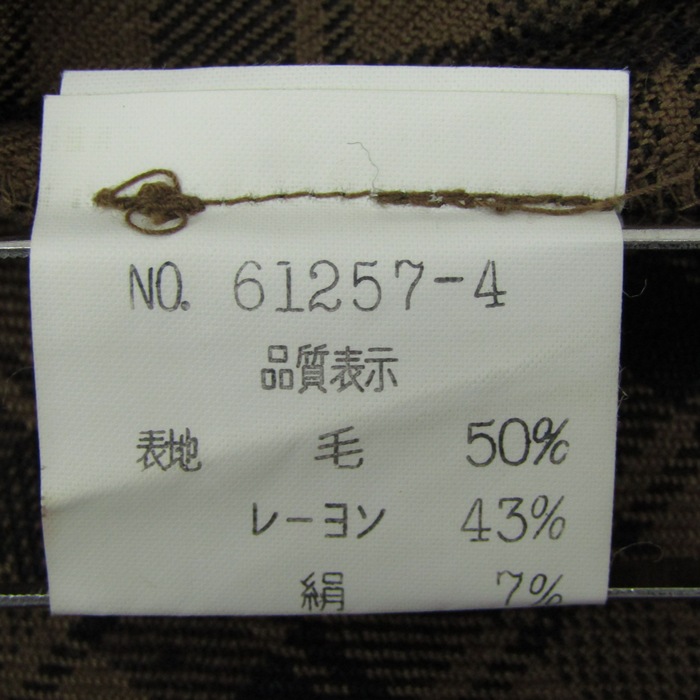 NO. 61257-4
品質表示
表地 毛 50%
レーヨン 43%
絹 7%